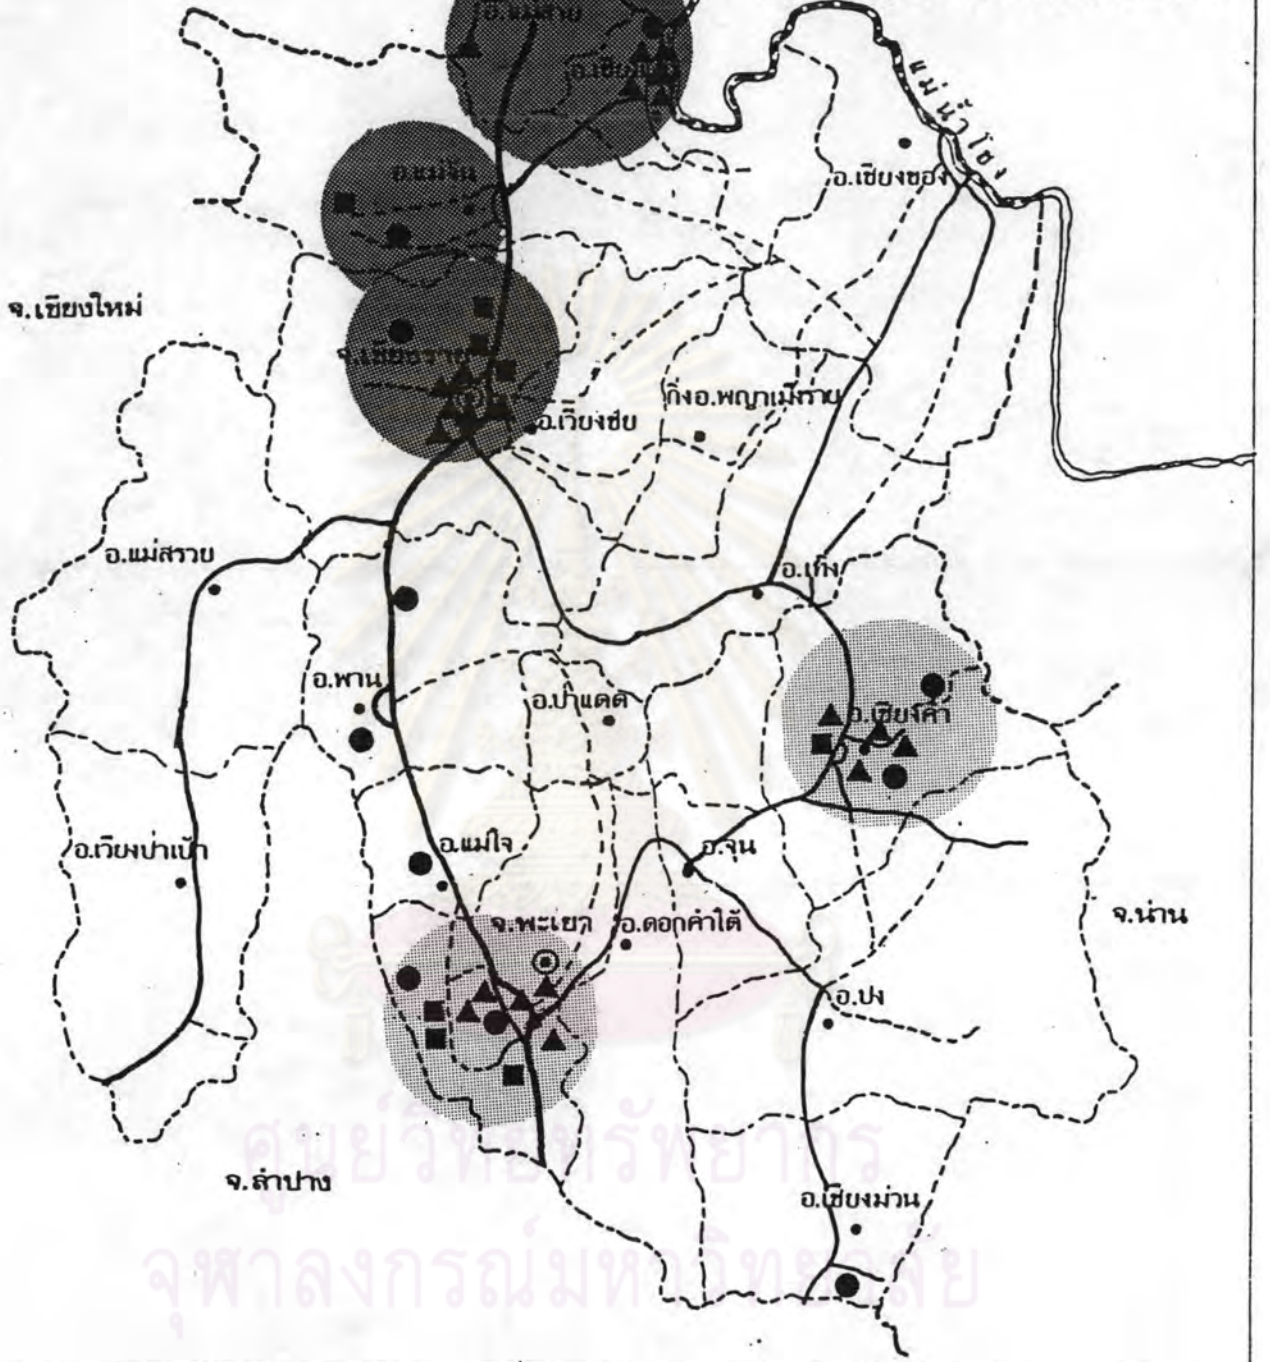 อ.แม่สาย
แม่น้ำโขง
อ.เชียงของ
อ.แม่จัน
จ.เชียงใหม่
จ.เชียงราย
กิ่งอ.พญาเม็งราย
อ.เวียงชัย
อ.แม่สรวย
อ.เทิง
อ.พาน
อ.ป่าแดด
อ.เชียงคำ
อ.เวียงป่าเป้า
อ.แม่ใจ
อ.จุน
จ.พะเยา
อ.ดอกคำใต้
จ.น่าน
อ.ปง
ศูนย์วิทยทรัพยากร
จ.ลำปาง
อ.เชียงม่วน
จุฬาลงกรณ์มหาวิทยาลัย